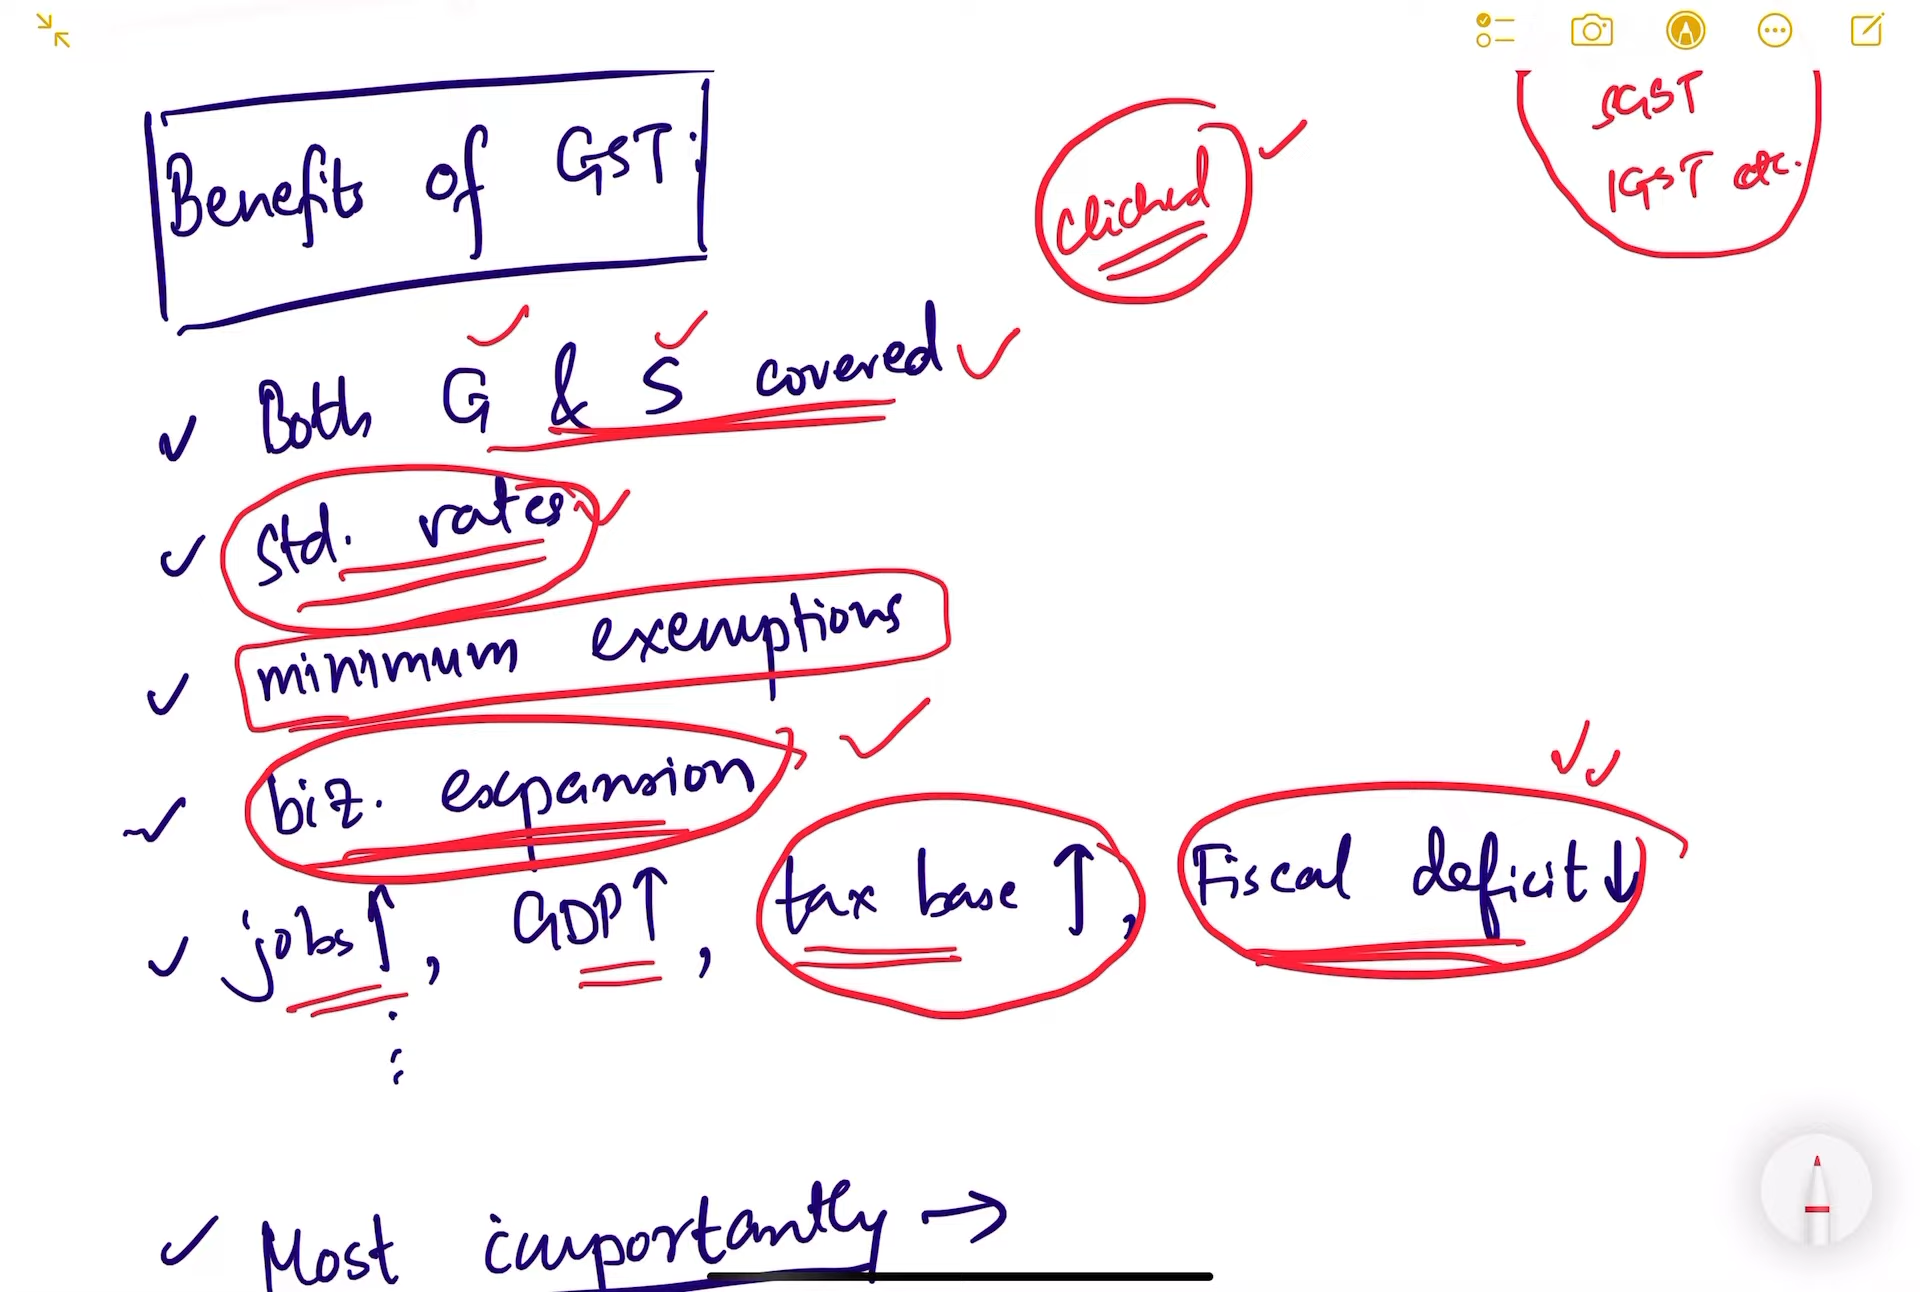 SGST
IGST etc.
Benefits of GST:
cliched
Both G & S covered
std. rates
minimum exemptions
biz. expansion
jobs↑, GDP↑, tax base ↑, Fiscal deficit↓
Most importantly →